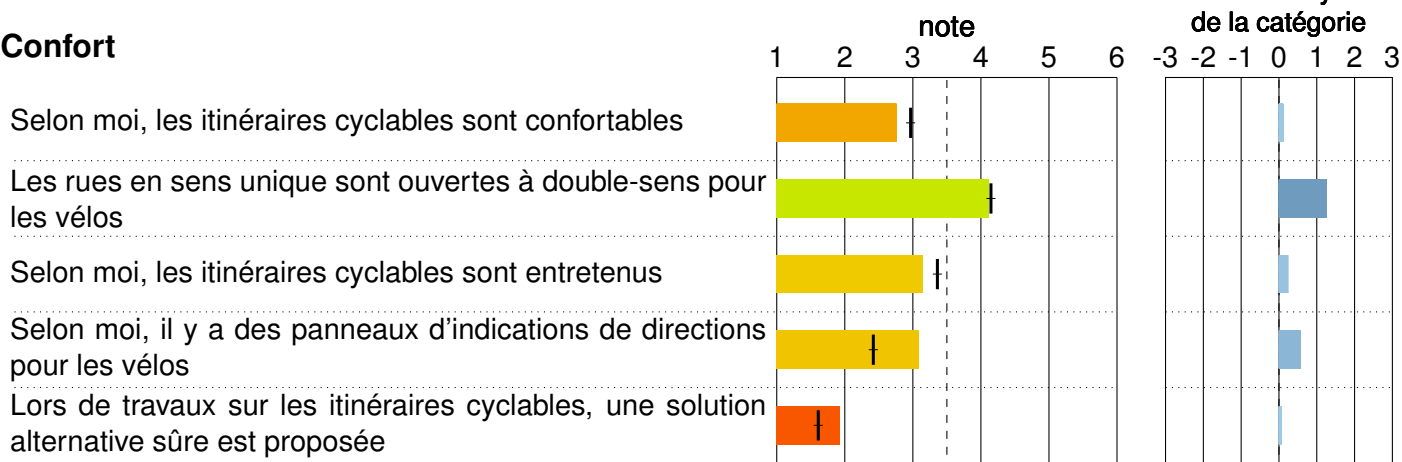 note
de la catégorie
Confort
1 2 3 4 5 6
-3 -2 -1 0 1 2 3
Selon moi, les itinéraires cyclables sont confortables
Les rues en sens unique sont ouvertes à double-sens pour
les vélos
Selon moi, les itinéraires cyclables sont entretenus
Selon moi, il y a des panneaux d'indications de directions
pour les vélos
Lors de travaux sur les itinéraires cyclables, une solution
alternative sûre est proposée